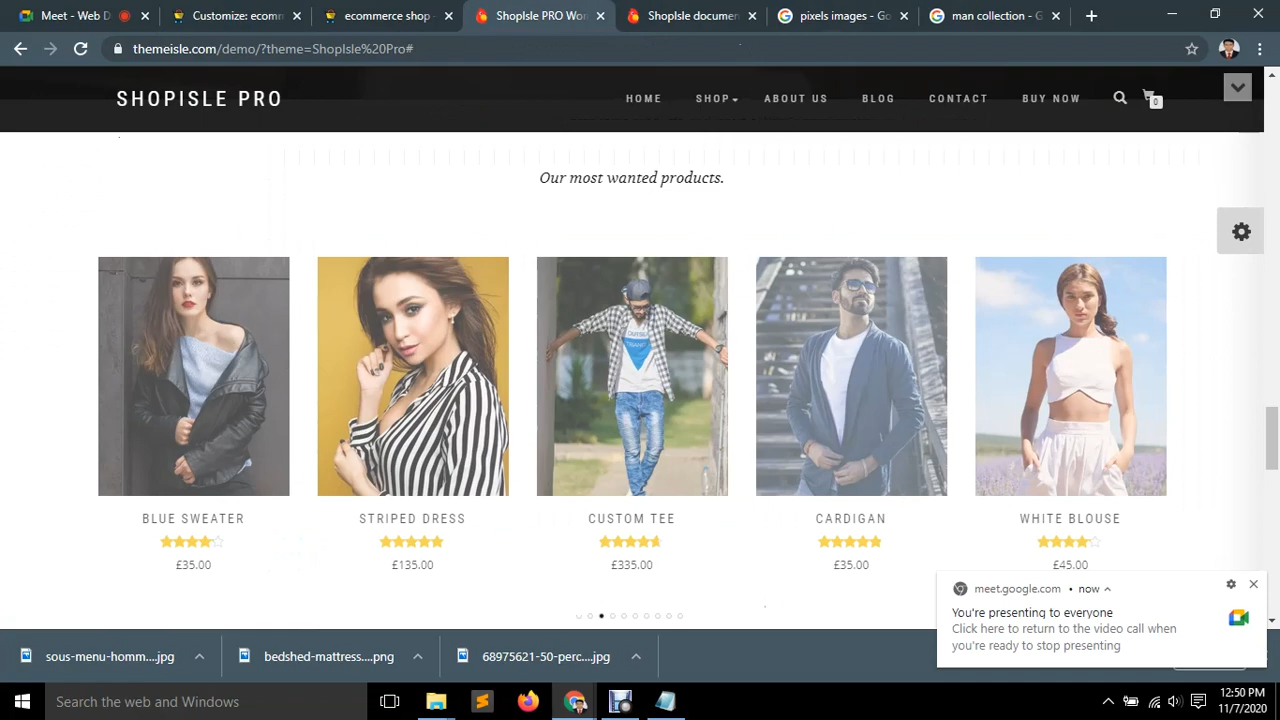 Meet - Web D
Customize: ecomm
ecommerce shop -
ShopIsle PRO Wor
ShopIsle documen
pixels images - Go
man collection - G
themeisle.com/demo/?theme=ShopIsle%20Pro#
SHOPISLE PRO
HOME
SHOP
ABOUT US
BLOG
CONTACT
BUY NOW
0
Our most wanted products.
BLUE SWEATER
STRIPED DRESS
CUSTOM TEE
CARDIGAN
WHITE BLOUSE
£35.00
£135.00
£335.00
£35.00
£45.00
meet.google.com • now
You're presenting to everyone
Click here to return to the video call when
you're ready to stop presenting
sous-menu-homm....jpg
bedshed-mattress....png
68975621-50-perc....jpg
Search the web and Windows
12:50 PM
11/7/2020